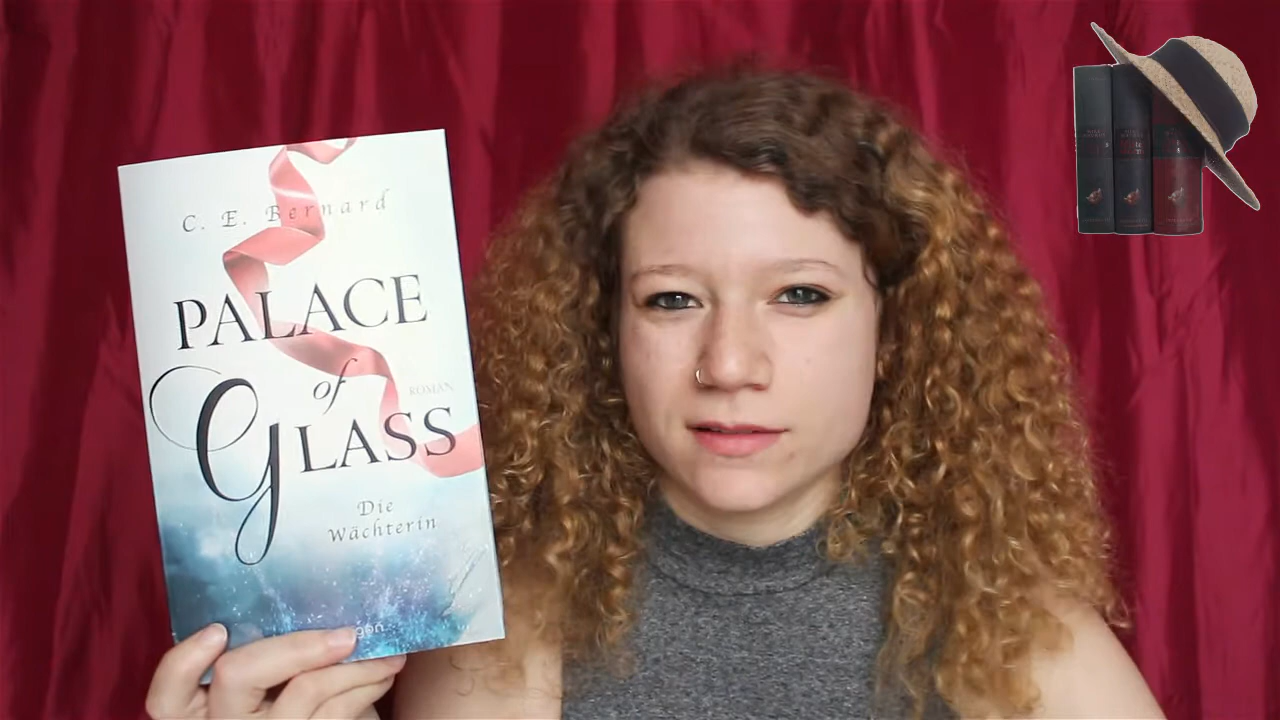 C. E. Bernard
PALACE
of
GLASS
ROMAN
Die
Wächterin